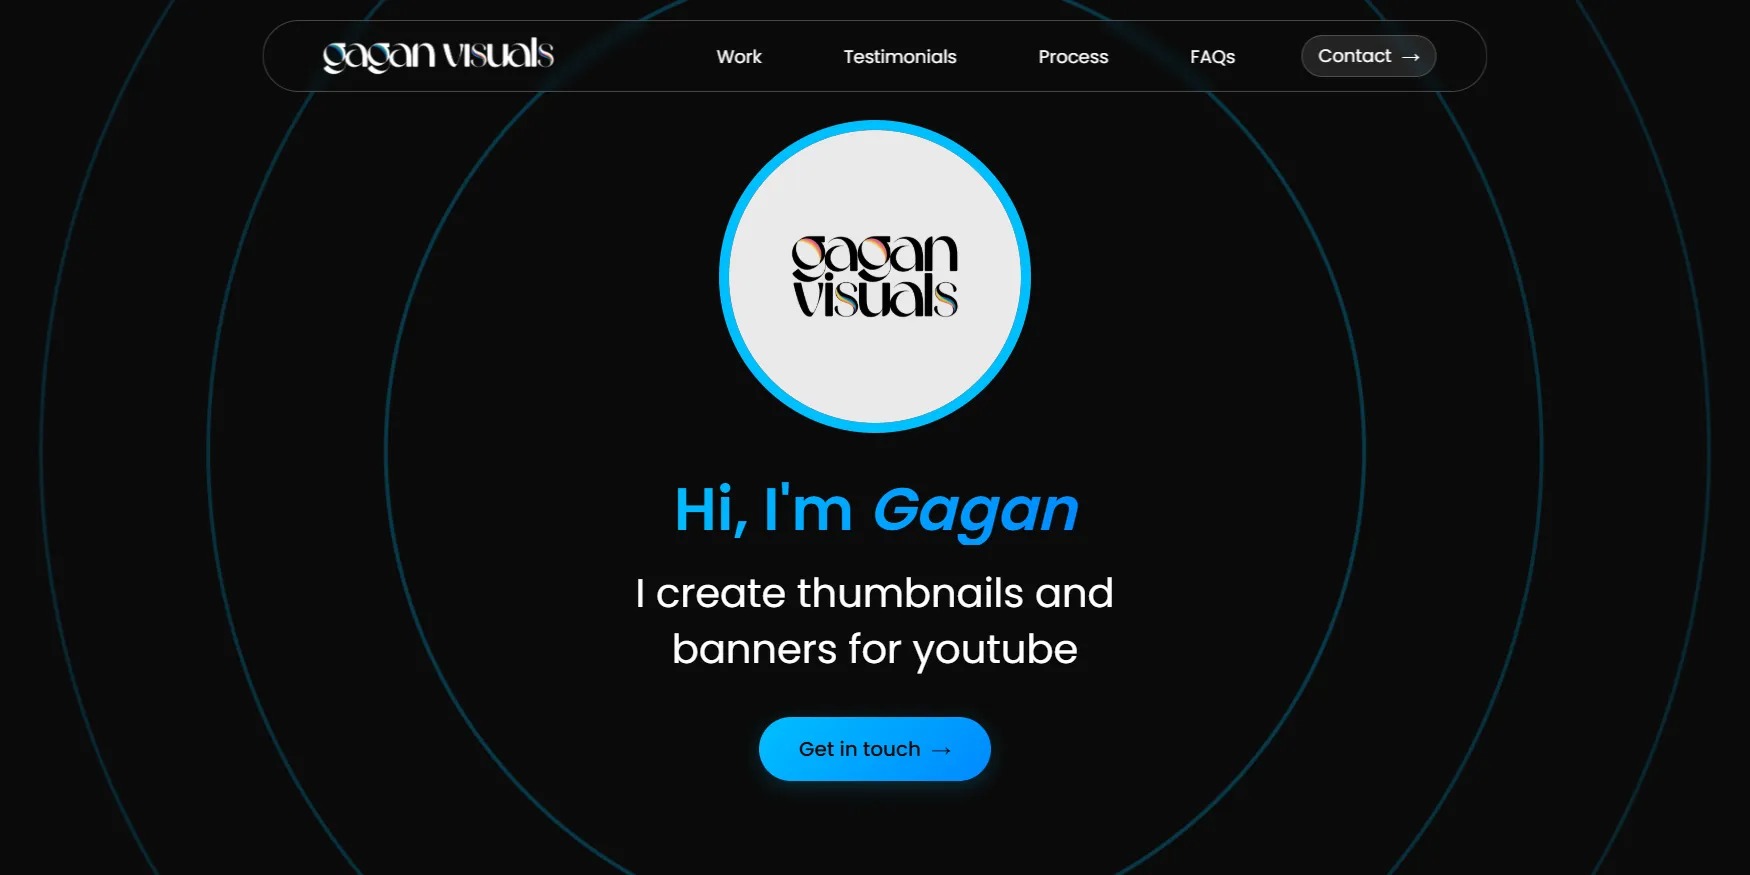 gagan visuals
Work
Testimonials
Process
FAQs
Contact →
gagan
visuals
Hi, I'm Gagan
I create thumbnails and
banners for youtube
Get in touch →